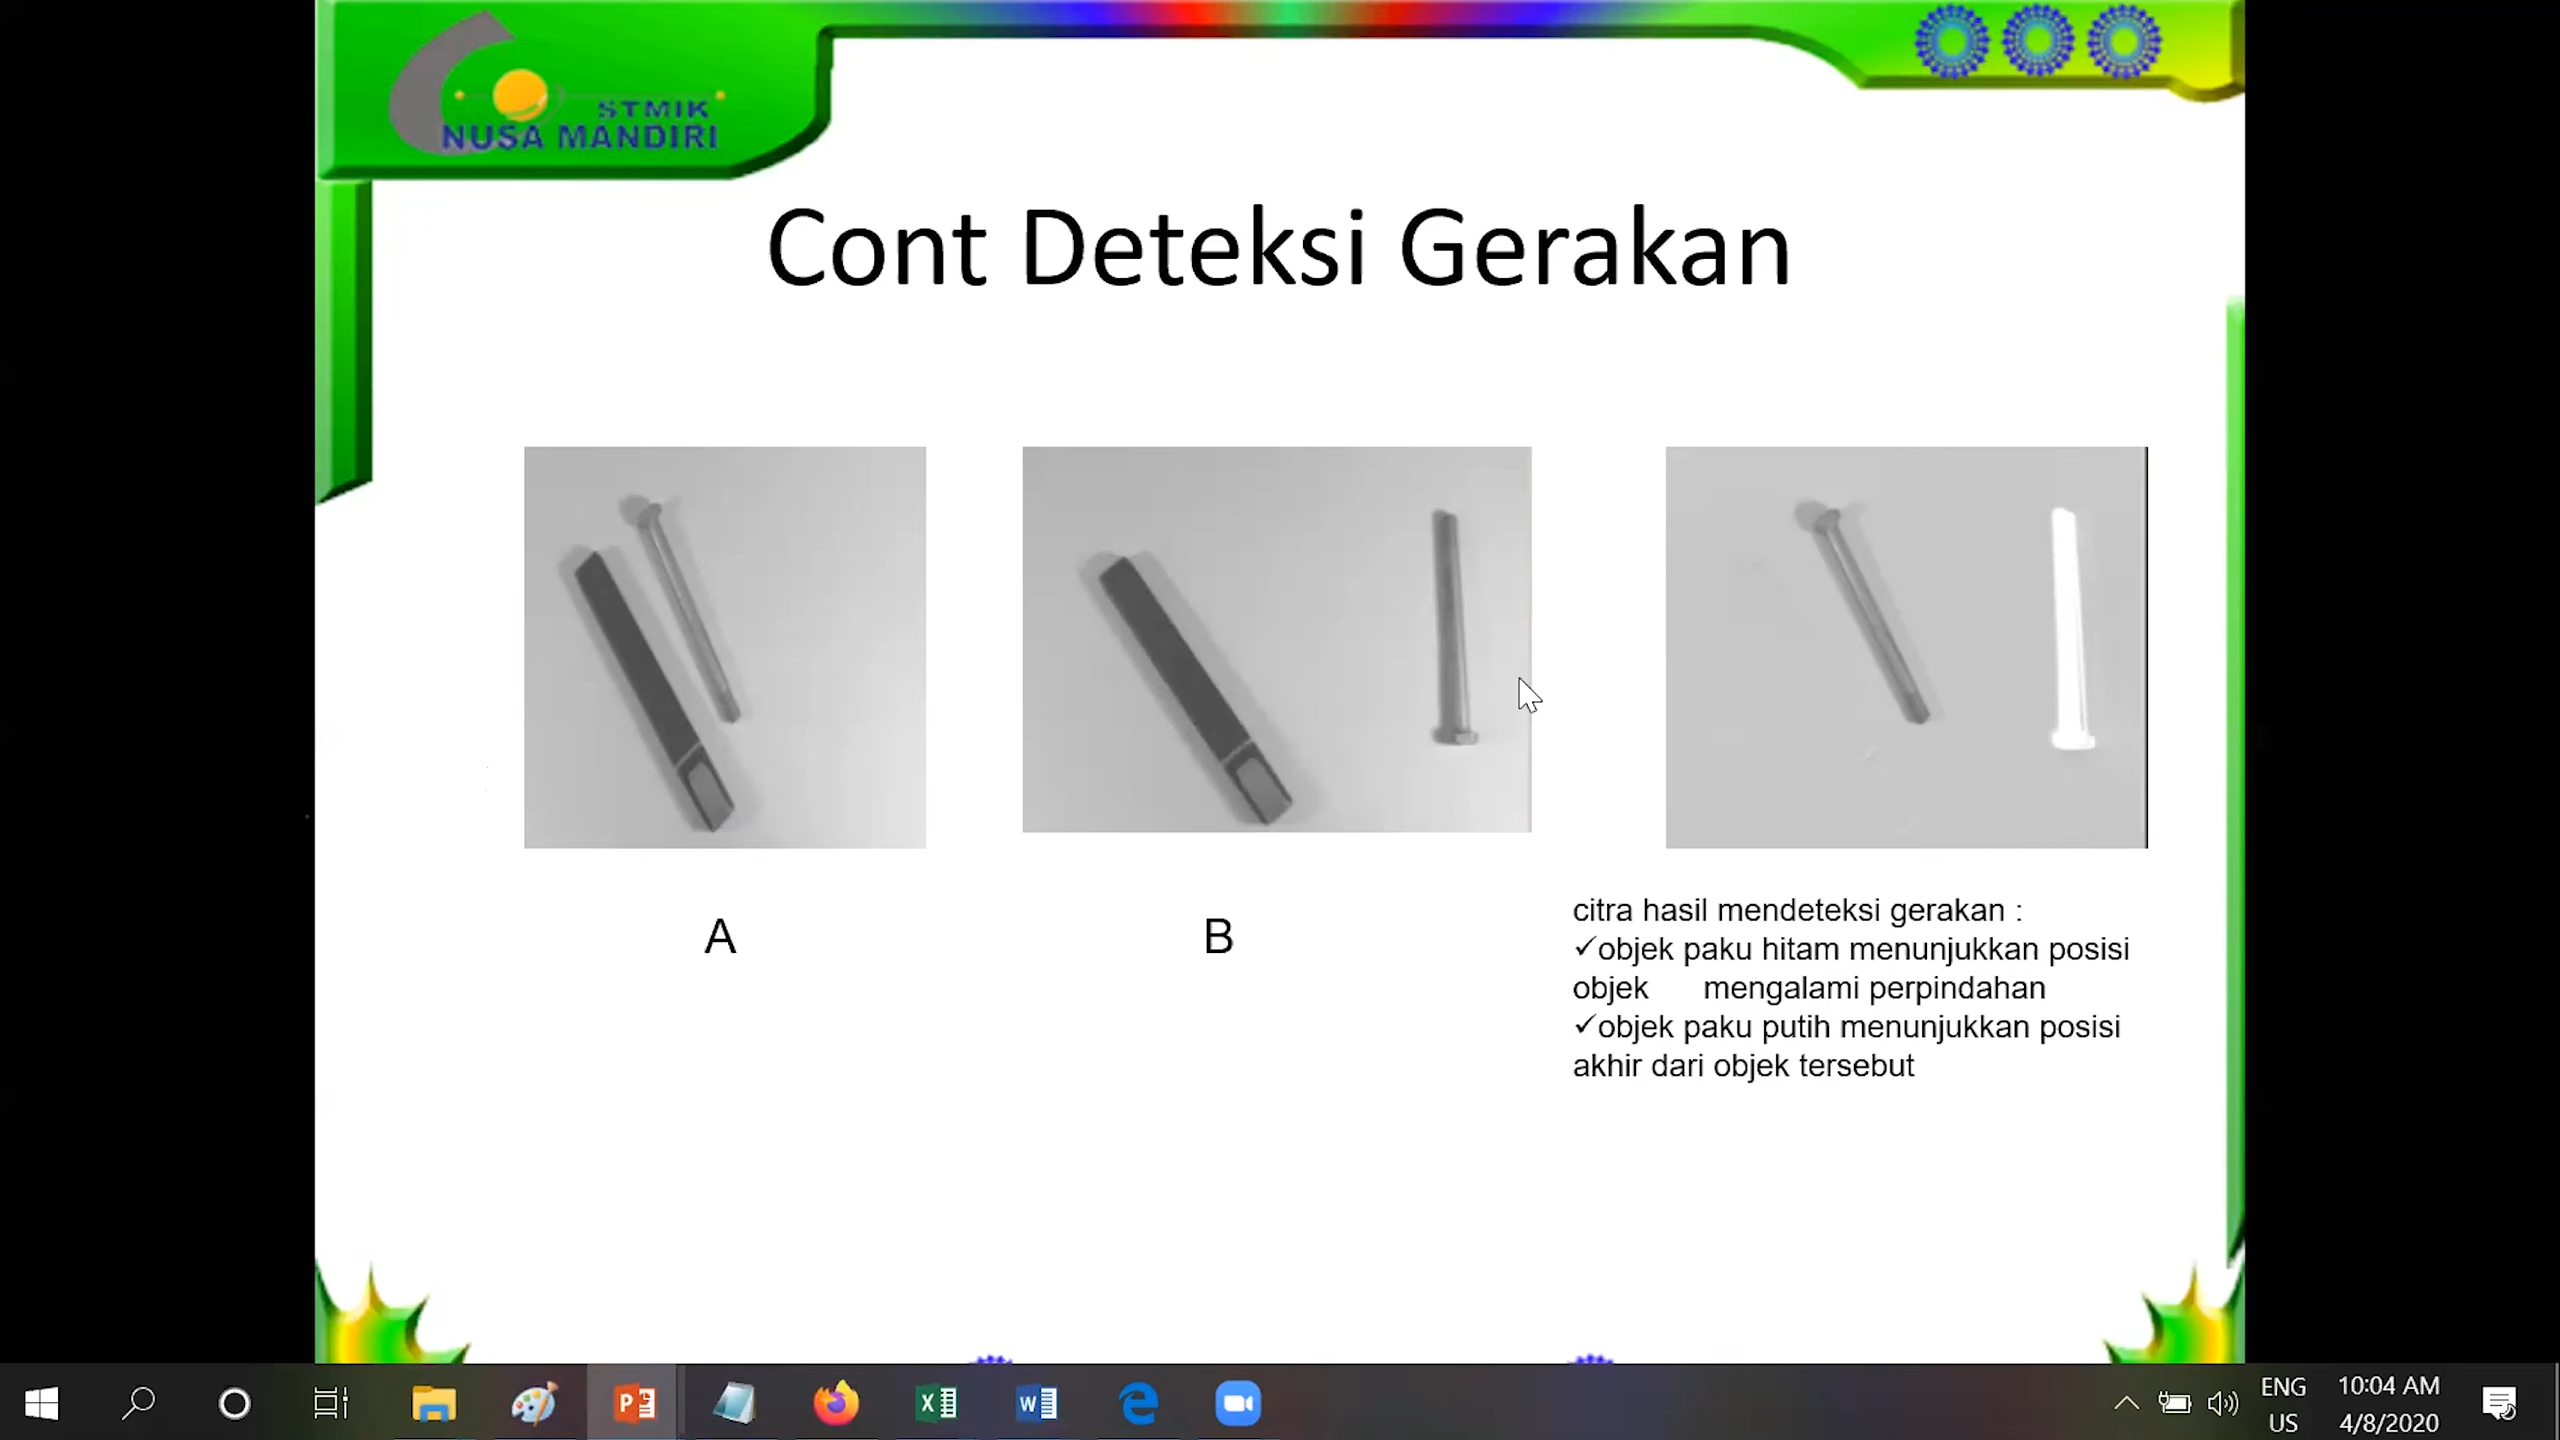 STMIK
NUSA MANDIRI
Cont Deteksi Gerakan
A
B
citra hasil mendeteksi gerakan :
✓objek paku hitam menunjukkan posisi
objek mengalami perpindahan
✓objek paku putih menunjukkan posisi
akhir dari objek tersebut
ENG
US
10:04 AM
4/8/2020